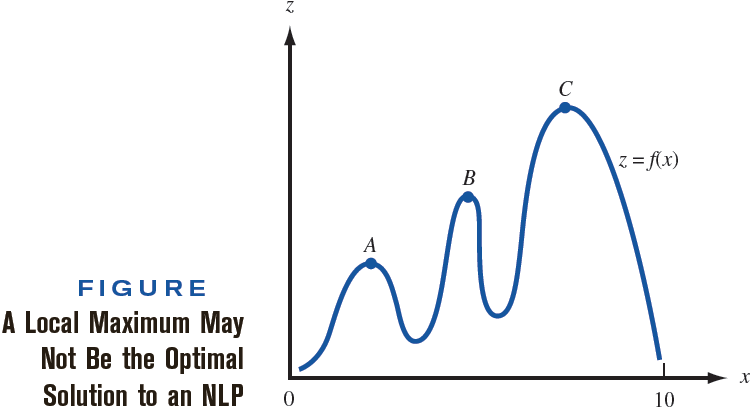 z
C
z = f(x)
B
A
FIGURE
A Local Maximum May
Not Be the Optimal
Solution to an NLP
x
0
10